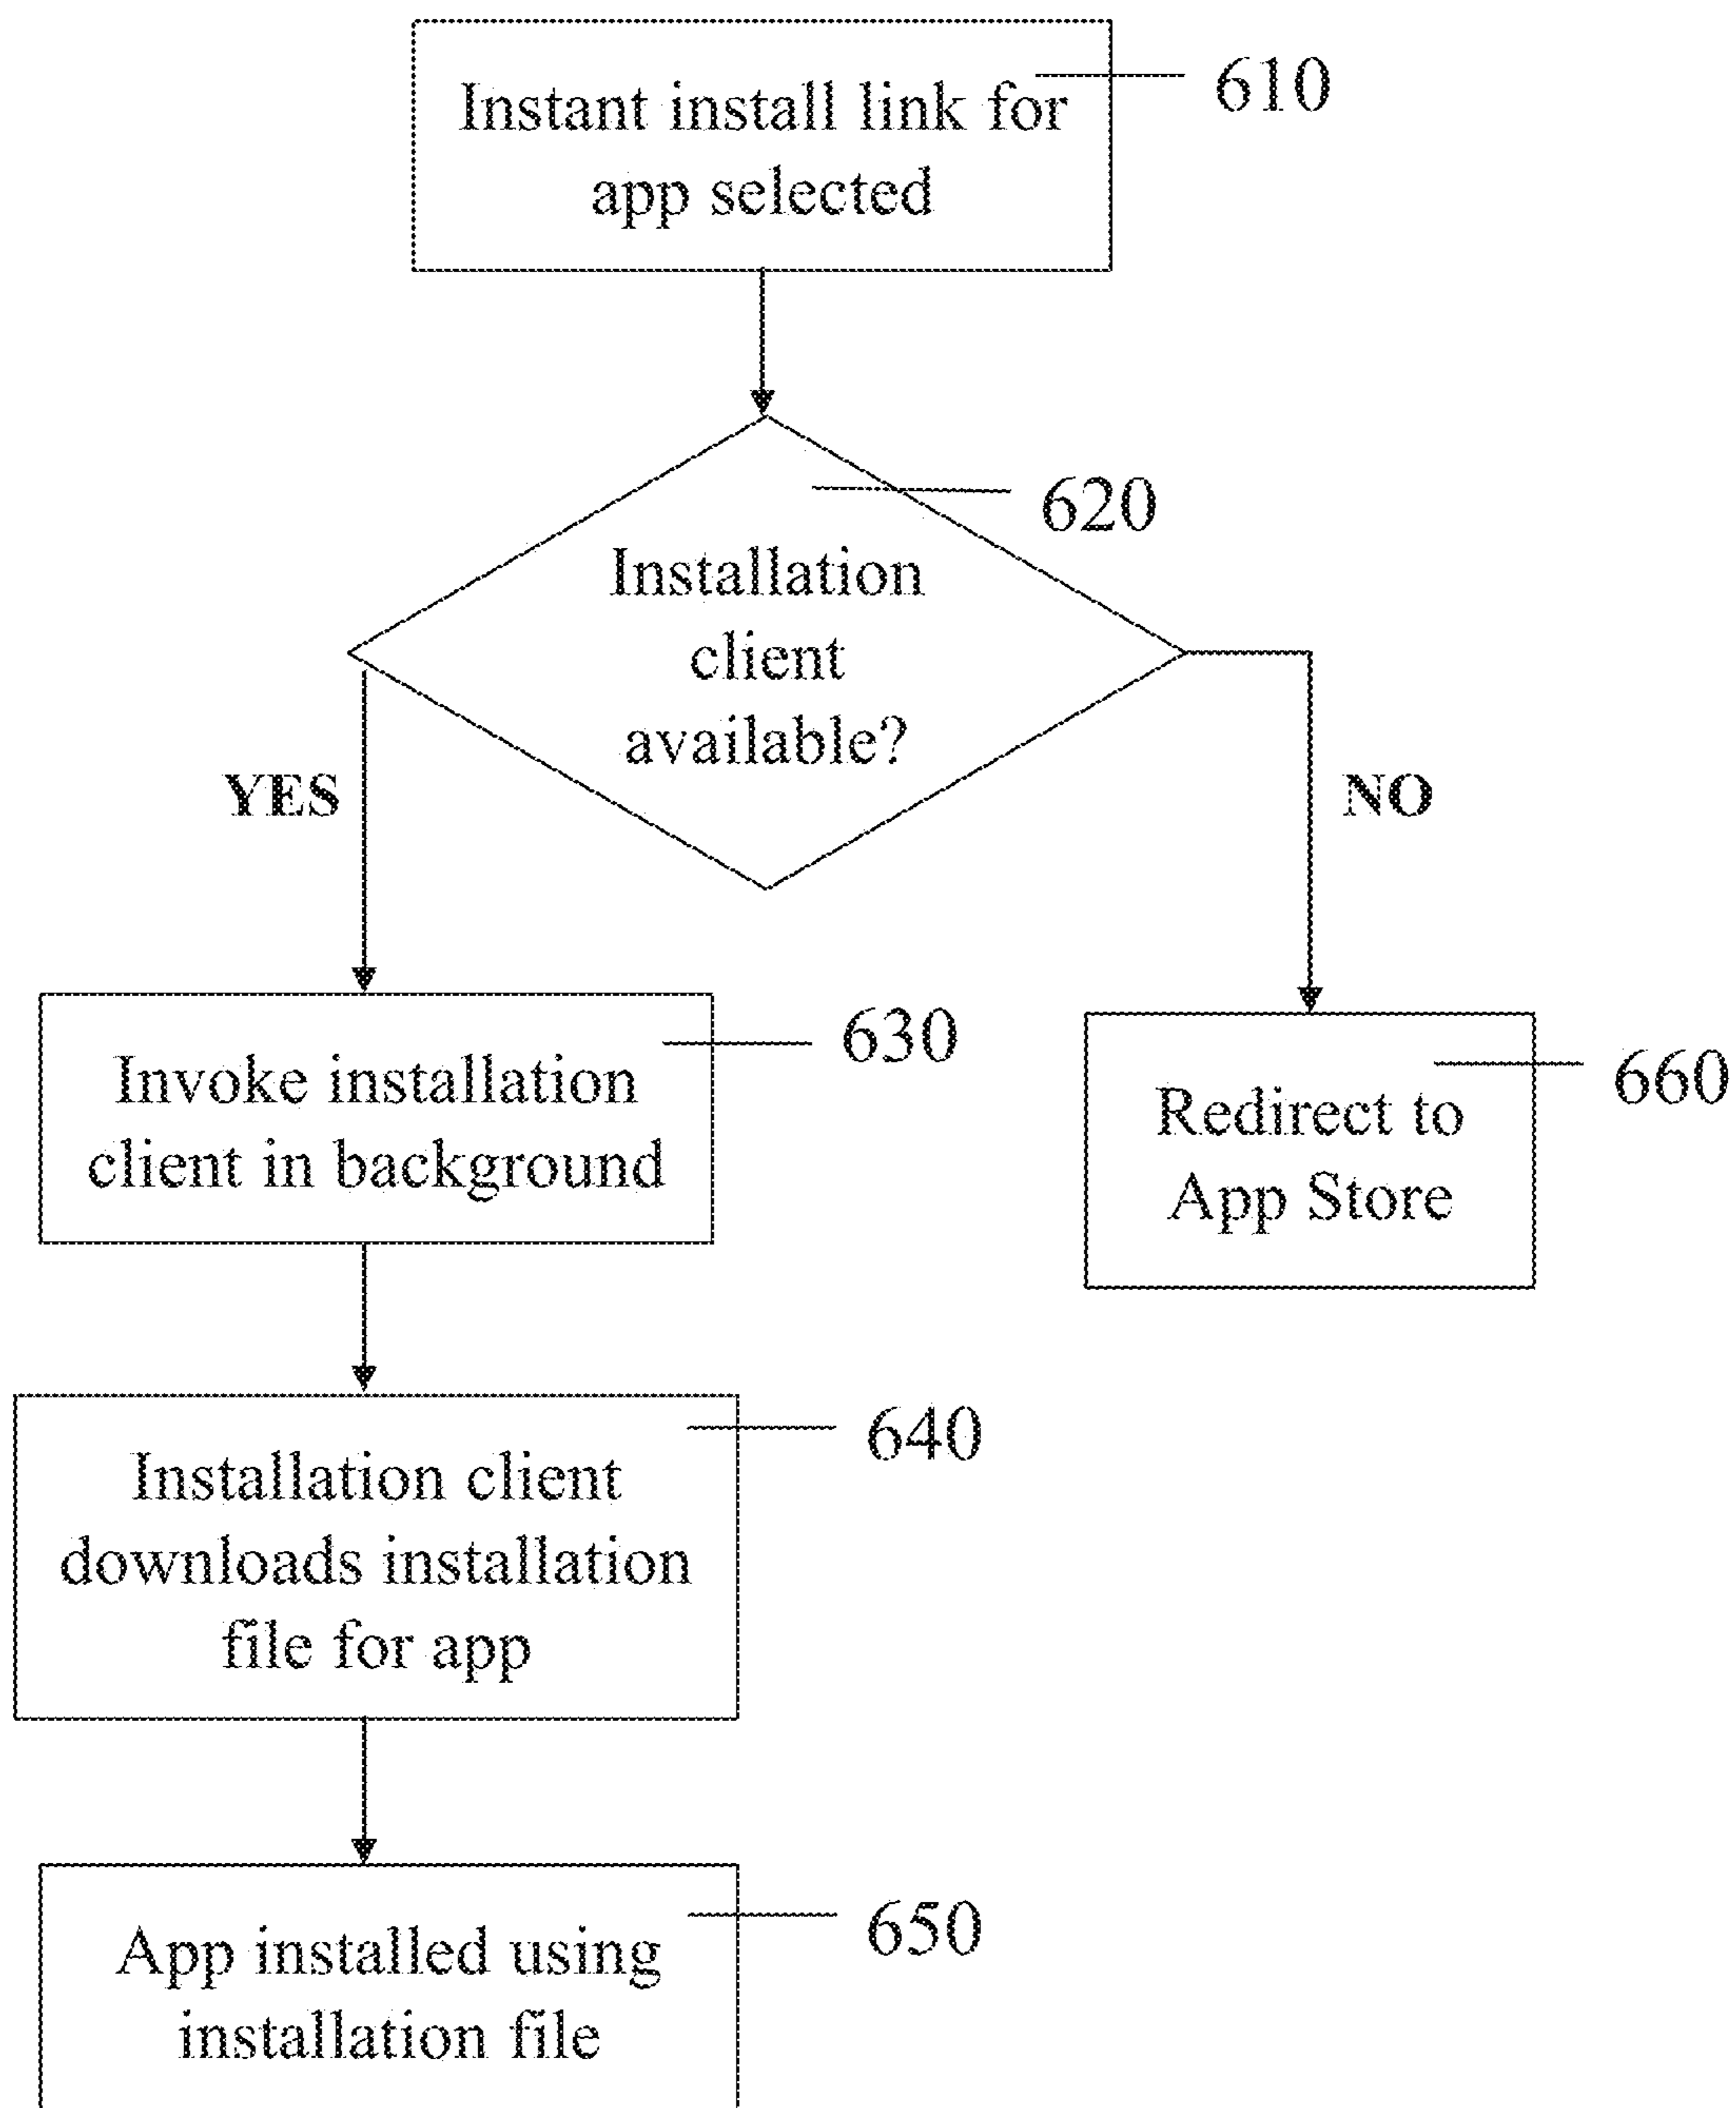 Instant install link for
app selected
610
620
Installation
client
available?
YES
NO
Invoke installation
client in background
630
Redirect to
App Store
660
Installation client
downloads installation
file for app
640
App installed using
installation file
650